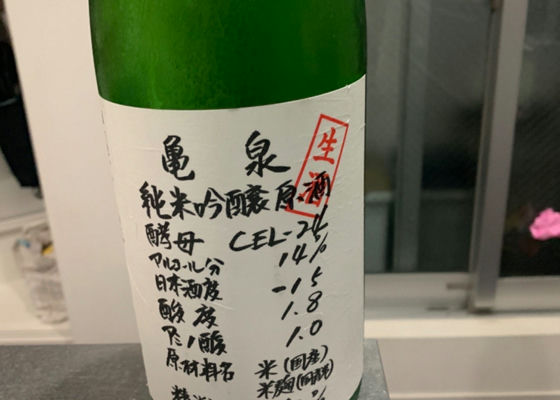 亀泉
生酒
純米吟醸原酒
酵母 CEL-24
アルコール分 14%
日本酒度 -15
酸度 1.8
アミノ酸 1.0
原材料名 米(国産)
米麹(国産米)